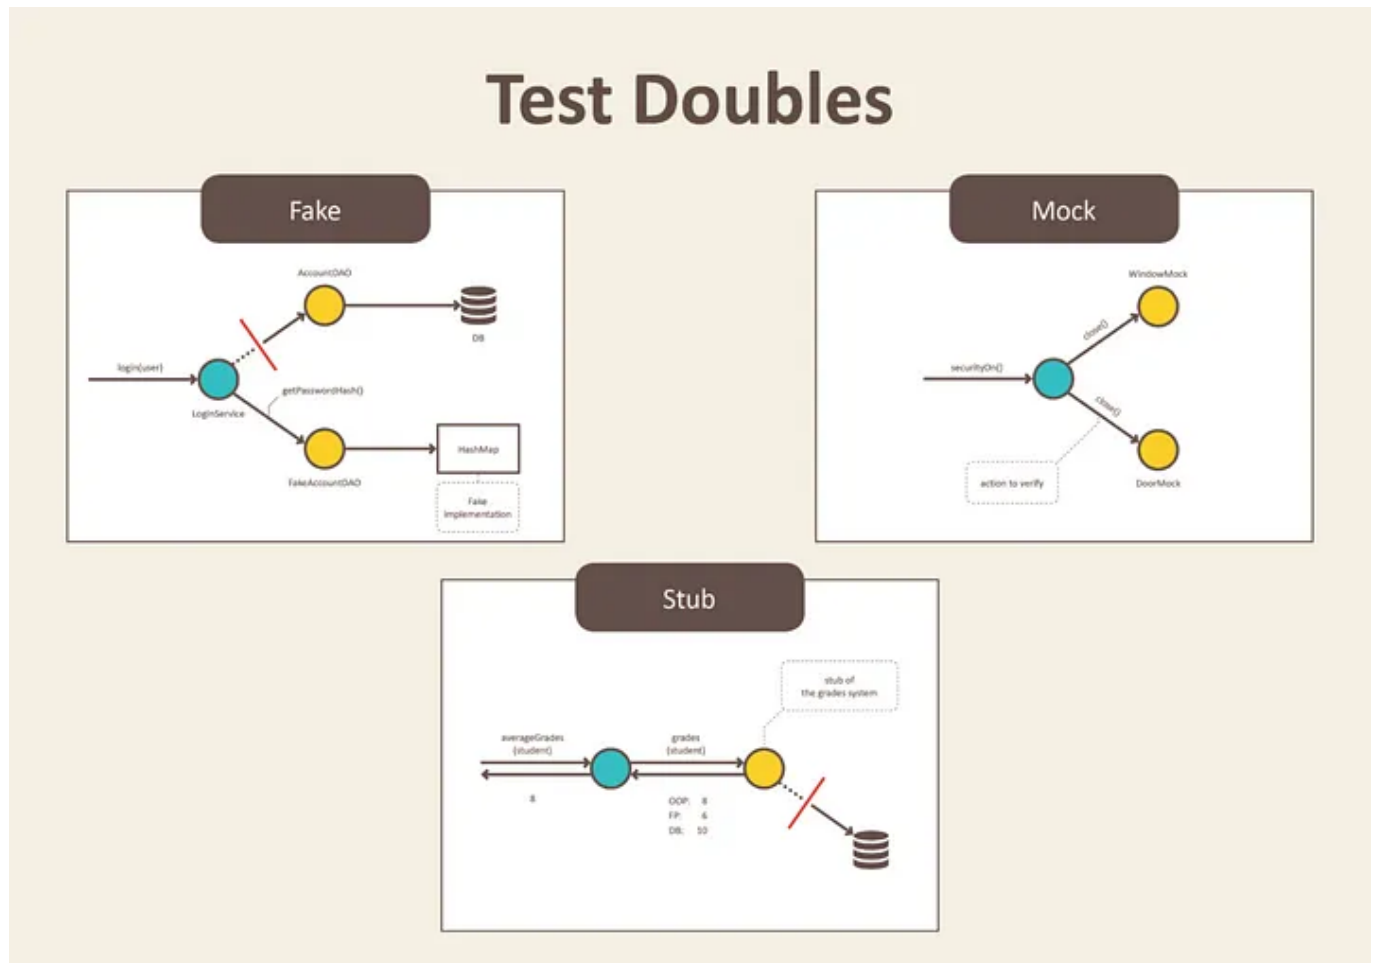 Test Doubles
Fake
AccountDAO
DB
login(user)
getPasswordHash()
LoginService
HashMap
FakeAccountDAO
Fake
Implementation
Mock
WindowMock
close()
securityOn()
close()
action to verify
DoorMock
Stub
stub of
the grades system
averageGrades
(student)
grades
(student)
8
OOP: 8
FP: 6
DB: 10